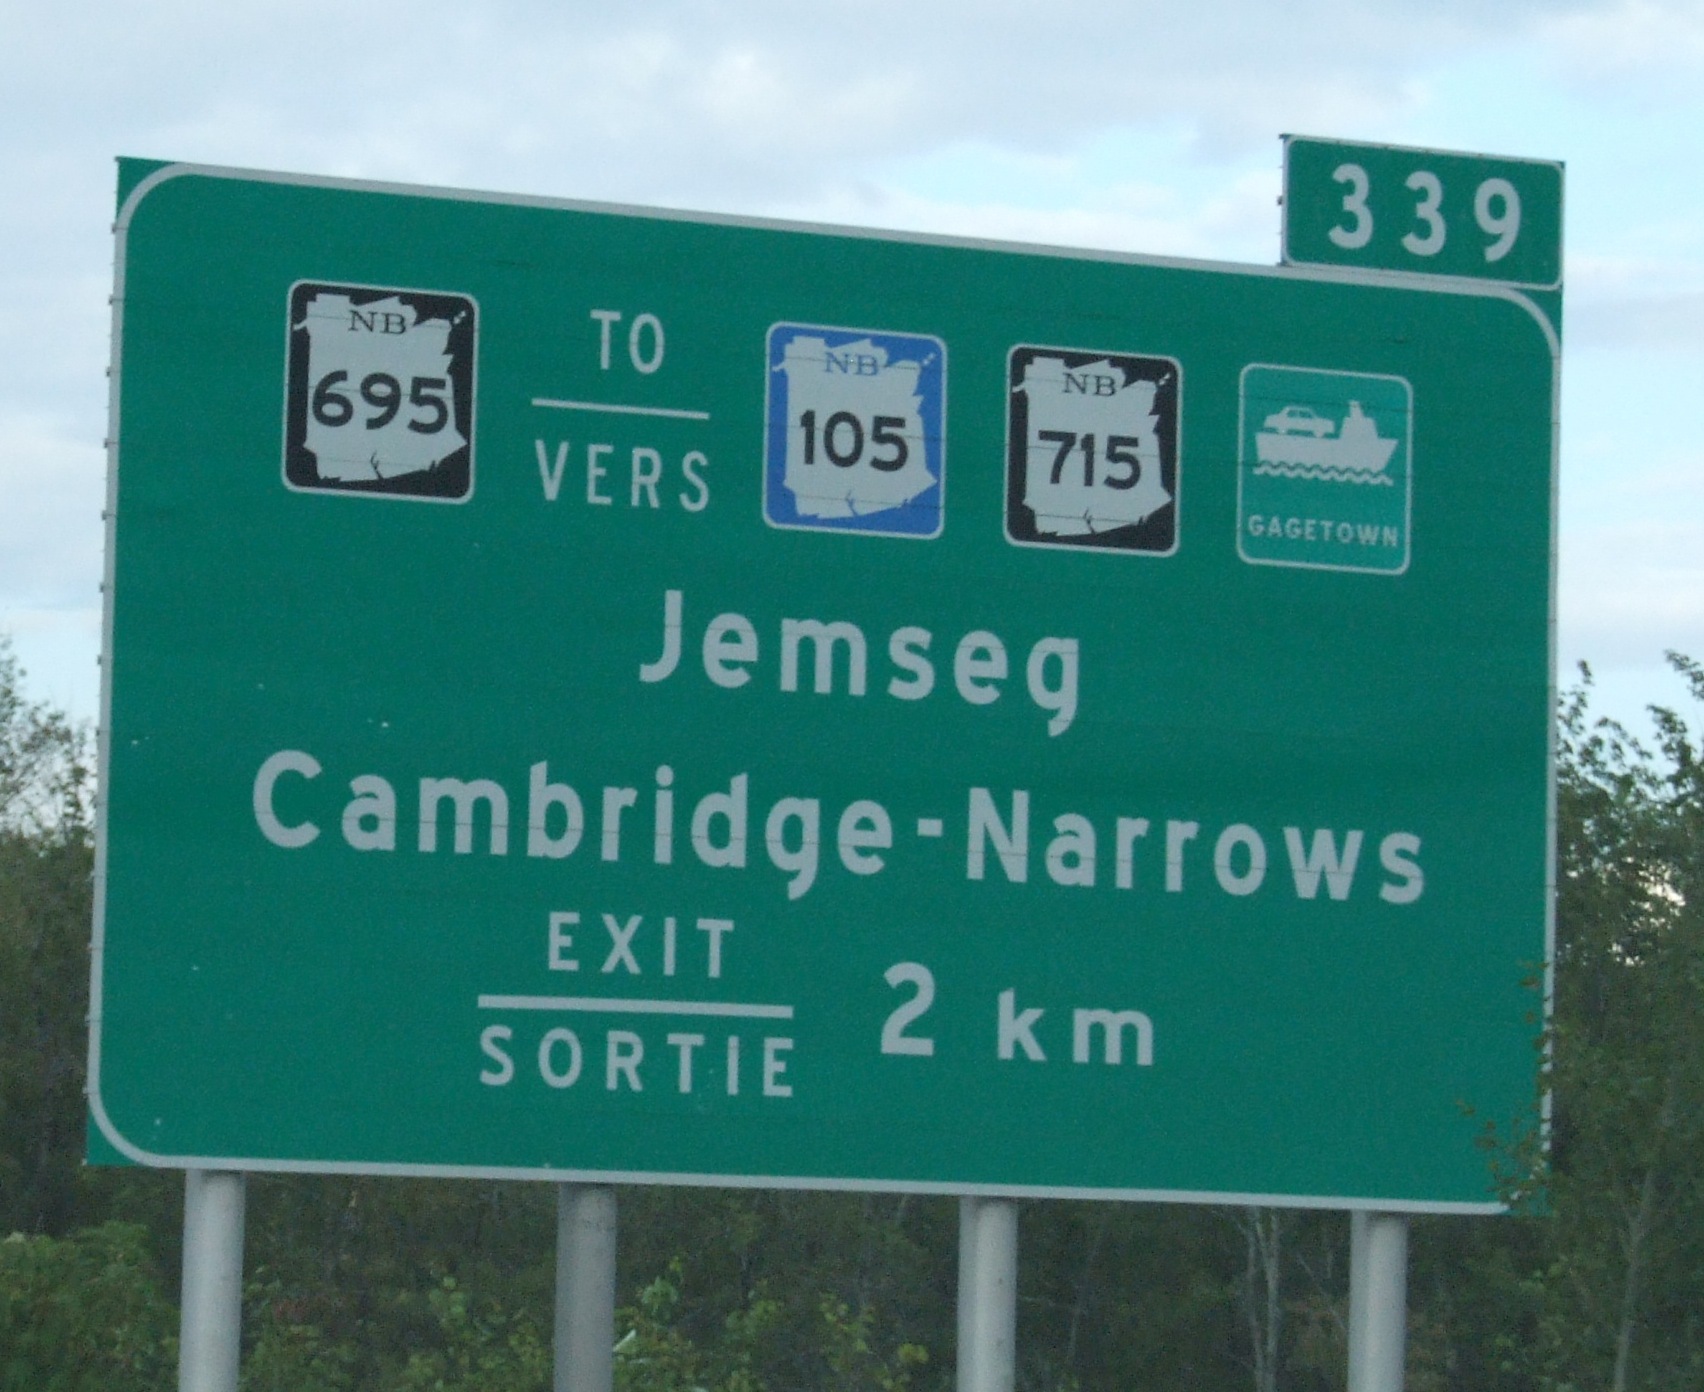 339
NB
695
TO
VERS
NB
105
NB
715
GAGETOWN
Jemseg
Cambridge-Narrows
EXIT
SORTIE
2 km